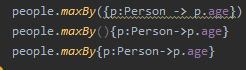 people.maxBy({p:Person -> p.age})
people.maxBy(){p:Person->p.age}
people.maxBy{p:Person->p.age}